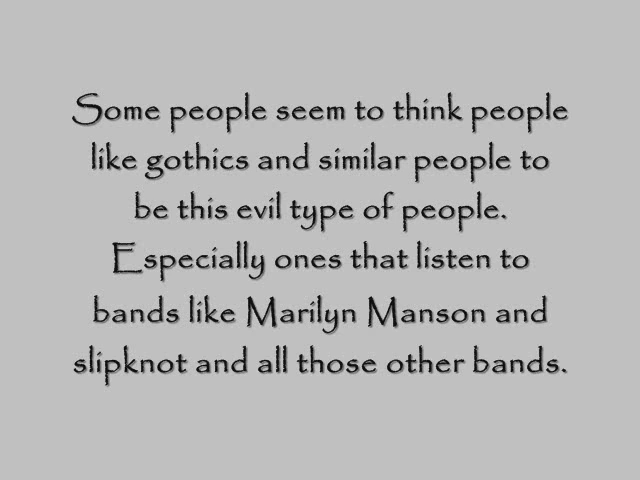 Some people seem to think people
like gothics and similar people to
be this evil type of people.
Especially ones that listen to
bands like Marilyn Manson and
slipknot and all those other bands.